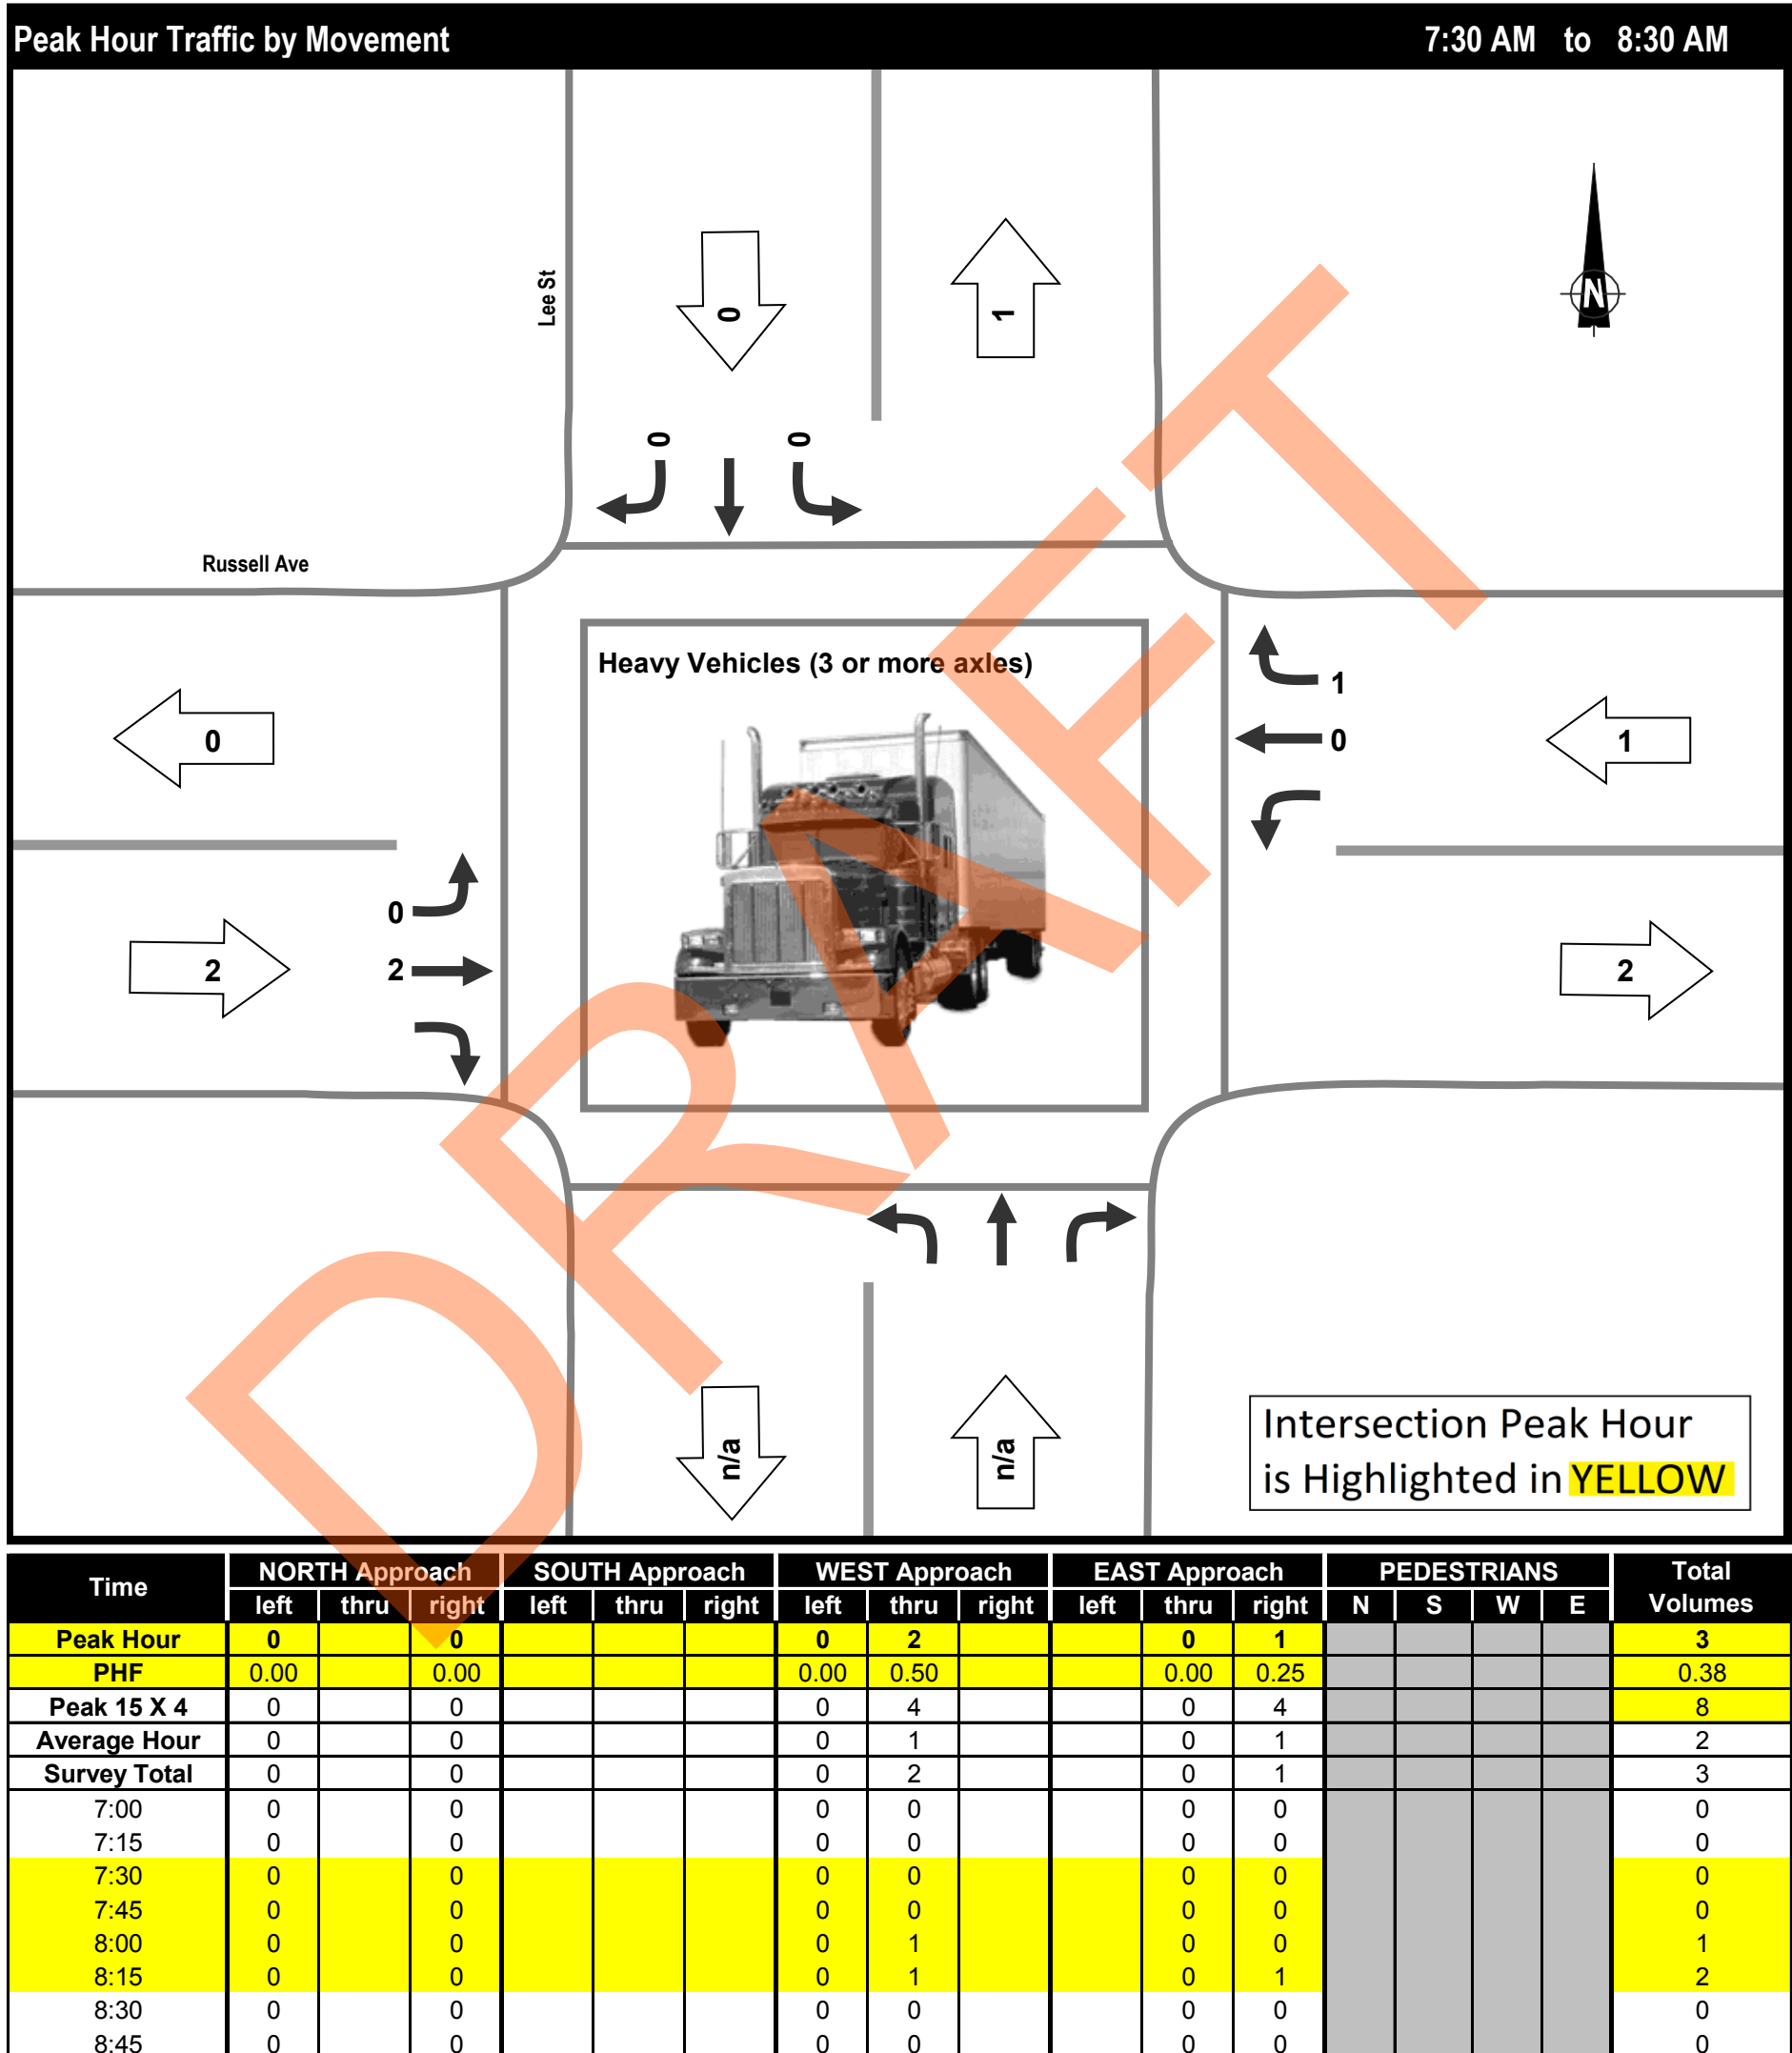 Peak Hour Traffic by Movement 7:30 AM to 8:30 AM
Lee St
0 1
N
0 0
Russell Ave
Heavy Vehicles (3 or more axles)
1
0 0 1
0
2 2 2
DRAFT
n/a n/a
Intersection Peak Hour
is Highlighted in YELLOW
Time NORTH Approach SOUTH Approach WEST Approach EAST Approach PEDESTRIANS Total
left thru right left thru right left thru right left thru right N S W E Volumes
Peak Hour 0 0 0 2 0 1 3
PHF 0.00 0.00 0.00 0.50 0.00 0.25 0.38
Peak 15 X 4 0 0 0 4 0 4 8
Average Hour 0 0 0 1 0 1 2
Survey Total 0 0 0 2 0 1 3
7:00 0 0 0 0 0 0 0
7:15 0 0 0 0 0 0 0
7:30 0 0 0 0 0 0 0
7:45 0 0 0 0 0 0 0
8:00 0 0 0 1 0 0 1
8:15 0 0 0 1 0 1 2
8:30 0 0 0 0 0 0 0
8:45 0 0 0 0 0 0 0